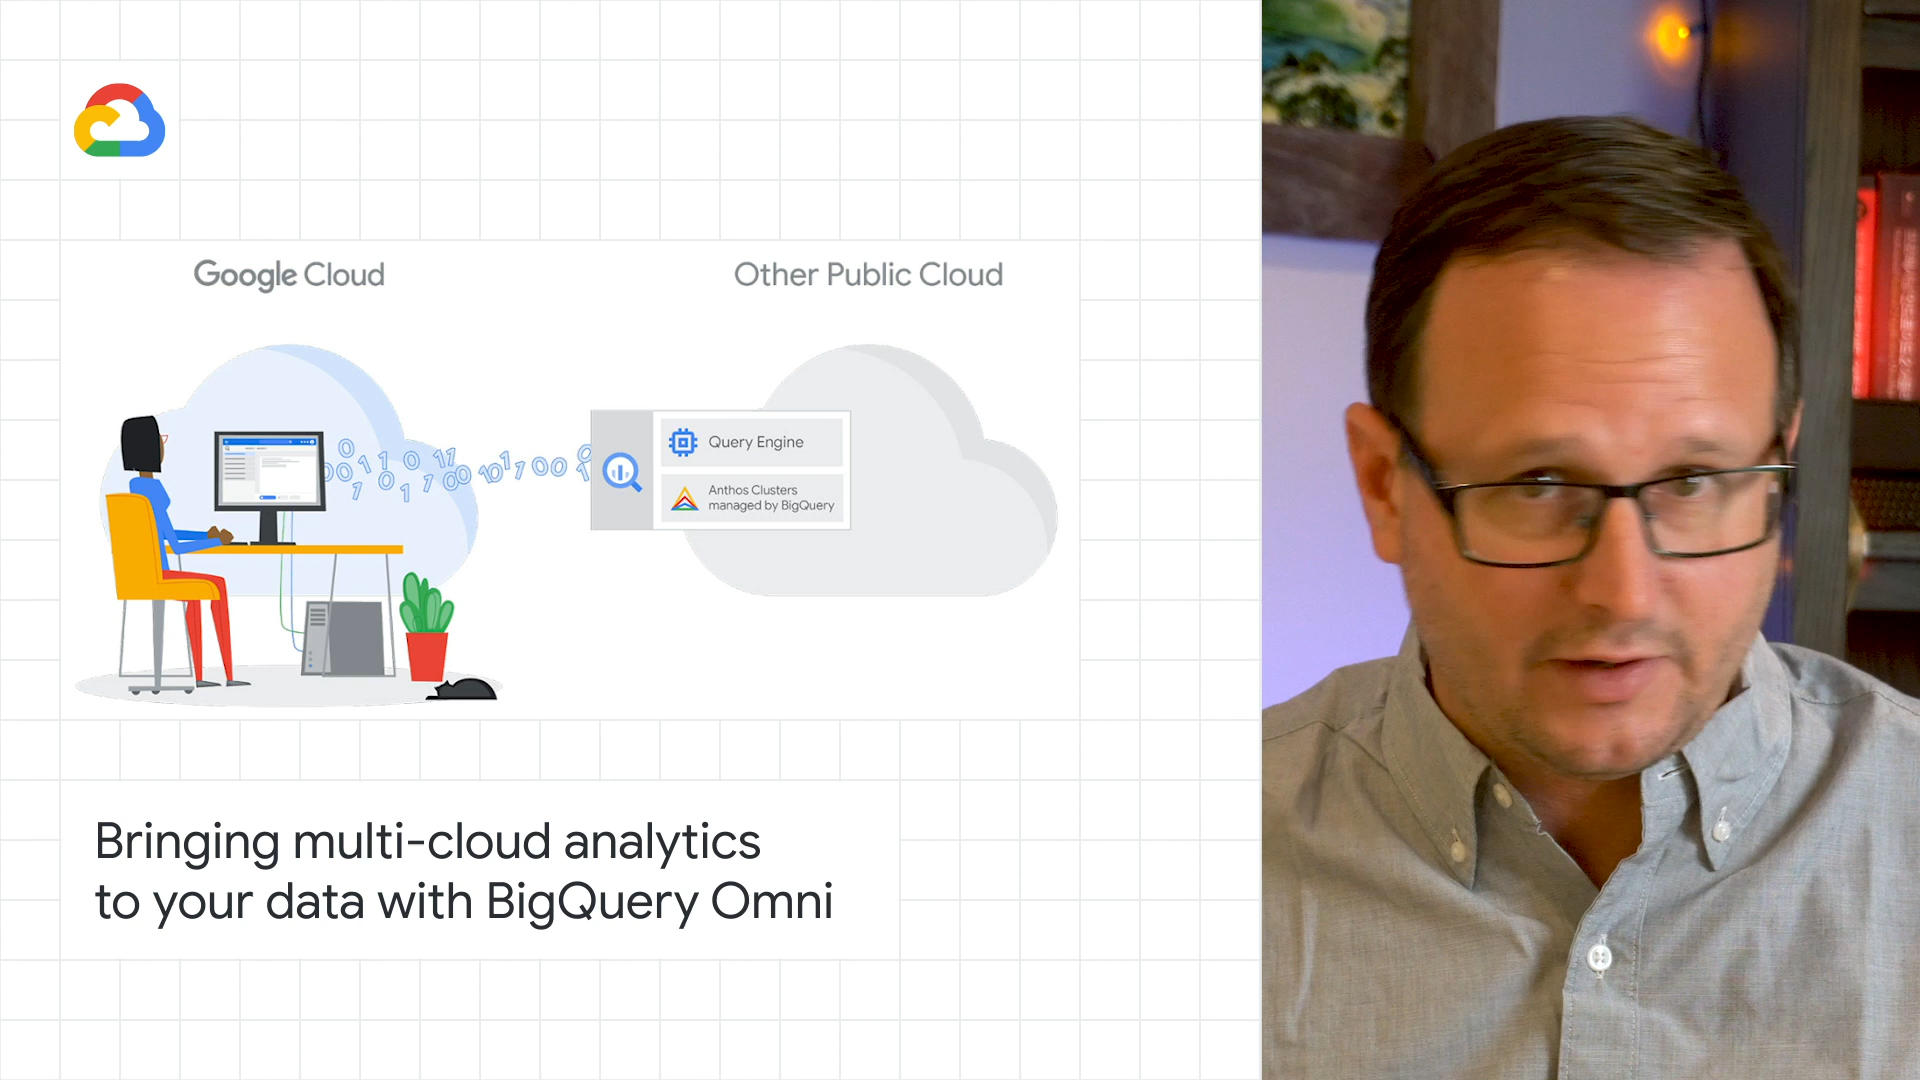 Google Cloud
Other Public Cloud
Query Engine
Anthos Clusters
managed by BigQuery
Bringing multi-cloud analytics
to your data with BigQuery Omni